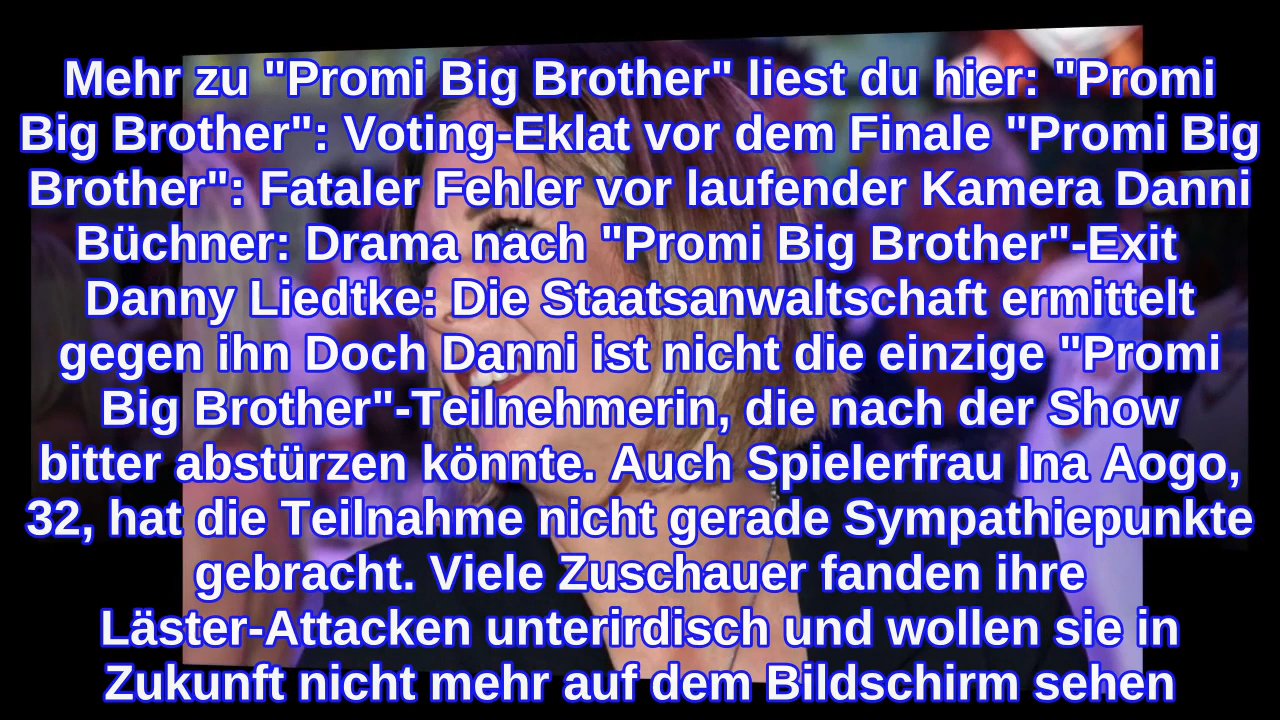 Mehr zu "Promi Big Brother" liest du hier: "Promi
Big Brother": Voting-Eklat vor dem Finale "Promi Big
Brother": Fataler Fehler vor laufender Kamera Danni
Büchner: Drama nach "Promi Big Brother"-Exit
Danny Liedtke: Die Staatsanwaltschaft ermittelt
gegen ihn Doch Danni ist nicht die einzige "Promi
Big Brother"-Teilnehmerin, die nach der Show
bitter abstürzen könnte. Auch Spielerfrau Ina Aogo,
32, hat die Teilnahme nicht gerade Sympathiepunkte
gebracht. Viele Zuschauer fanden ihre
Läster-Attacken unterirdisch und wollen sie in
Zukunft nicht mehr auf dem Bildschirm sehen